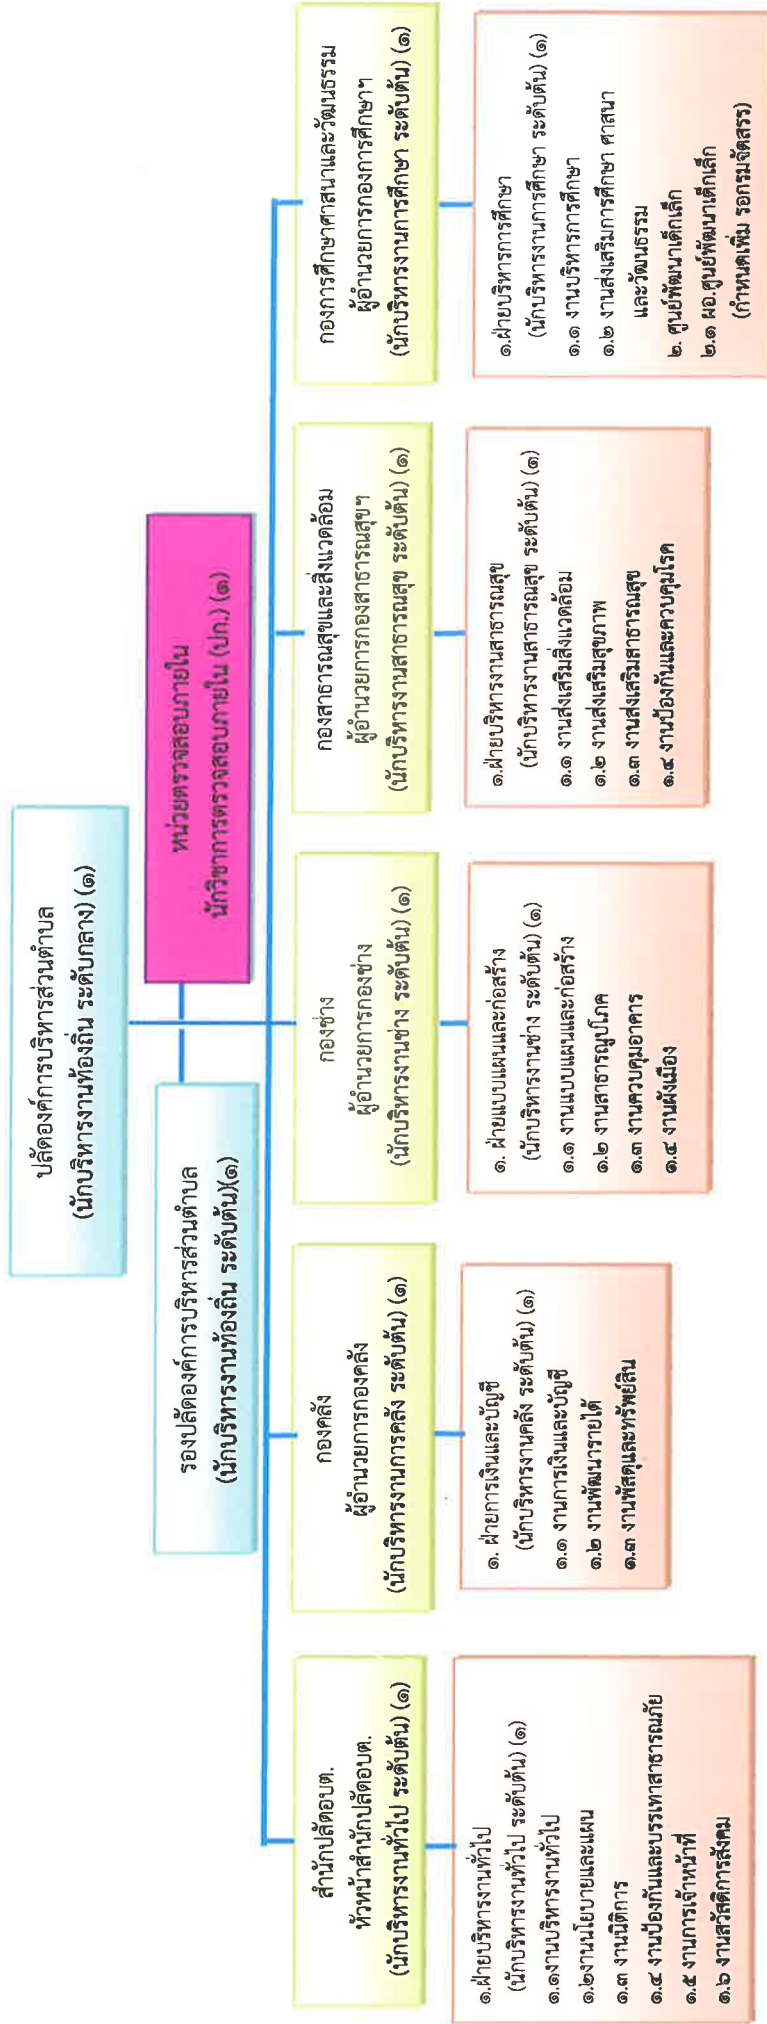 ปลัดองค์การบริหารส่วนตำบล
(นักบริหารงานท้องถิ่น ระดับกลาง) (๑)
รองปลัดองค์การบริหารส่วนตำบล
(นักบริหารงานท้องถิ่น ระดับต้น)(๑)
หน่วยตรวจสอบภายใน
นักวิชาการตรวจสอบภายใน (ปก.) (๑)
สำนักปลัดอบต.
หัวหน้าสำนักปลัดอบต.
(นักบริหารงานทั่วไป ระดับต้น) (๑)
กองคลัง
ผู้อำนวยการกองคลัง
(นักบริหารงานการคลัง ระดับต้น) (๑)
กองช่าง
ผู้อำนวยการกองช่าง
(นักบริหารงานช่าง ระดับต้น) (๑)
กองสาธารณสุขและสิ่งแวดล้อม
ผู้อำนวยการกองสาธารณสุขฯ
(นักบริหารงานสาธารณสุข ระดับต้น) (๑)
กองการศึกษาศาสนาและวัฒนธรรม
ผู้อำนวยการกองการศึกษาฯ
(นักบริหารงานการศึกษา ระดับต้น) (๑)
๑.ฝ่ายบริหารงานทั่วไป
(นักบริหารงานทั่วไป ระดับต้น) (๑)
๑.๑งานบริหารงานทั่วไป
๑.๒งานนโยบายและแผน
๑.๓ งานนิติการ
๑.๔ งานป้องกันและบรรเทาสาธารณภัย
๑.๕ งานการเจ้าหน้าที่
๑.๖ งานสวัสดิการสังคม
๑. ฝ่ายการเงินและบัญชี
(นักบริหารงานคลัง ระดับต้น) (๑)
๑.๑ งานการเงินและบัญชี
๑.๒ งานพัฒนารายได้
๑.๓ งานพัสดุและทรัพย์สิน
๑. ฝ่ายแบบแผนและก่อสร้าง
(นักบริหารงานช่าง ระดับต้น) (๑)
๑.๑ งานแบบแผนและก่อสร้าง
๑.๒ งานสาธารณูปโภค
๑.๓ งานควบคุมอาคาร
๑.๔ งานผังเมือง
๑.ฝ่ายบริหารงานสาธารณสุข
(นักบริหารงานสาธารณสุข ระดับต้น) (๑)
๑.๑ งานส่งเสริมสิ่งแวดล้อม
๑.๒ งานส่งเสริมสุขภาพ
๑.๓ งานส่งเสริมสาธารณสุข
๑.๔ งานป้องกันและควบคุมโรค
๑.ฝ่ายบริหารการศึกษา
(นักบริหารงานการศึกษา ระดับต้น) (๑)
๑.๑ งานบริหารการศึกษา
๑.๒ งานส่งเสริมการศึกษา ศาสนา
และวัฒนธรรม
๒. ศูนย์พัฒนาเด็กเล็ก
๒.๑ ผอ.ศูนย์พัฒนาเด็กเล็ก
(กำหนดเพิ่ม รอกรมจัดสรร)